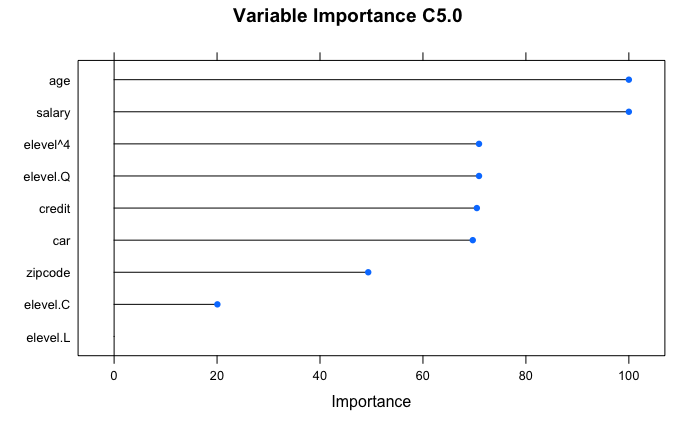 Variable Importance C5.0
age
salary
elevel^4
elevel.Q
credit
car
zipcode
elevel.C
elevel.L
0 20 40 60 80 100
Importance